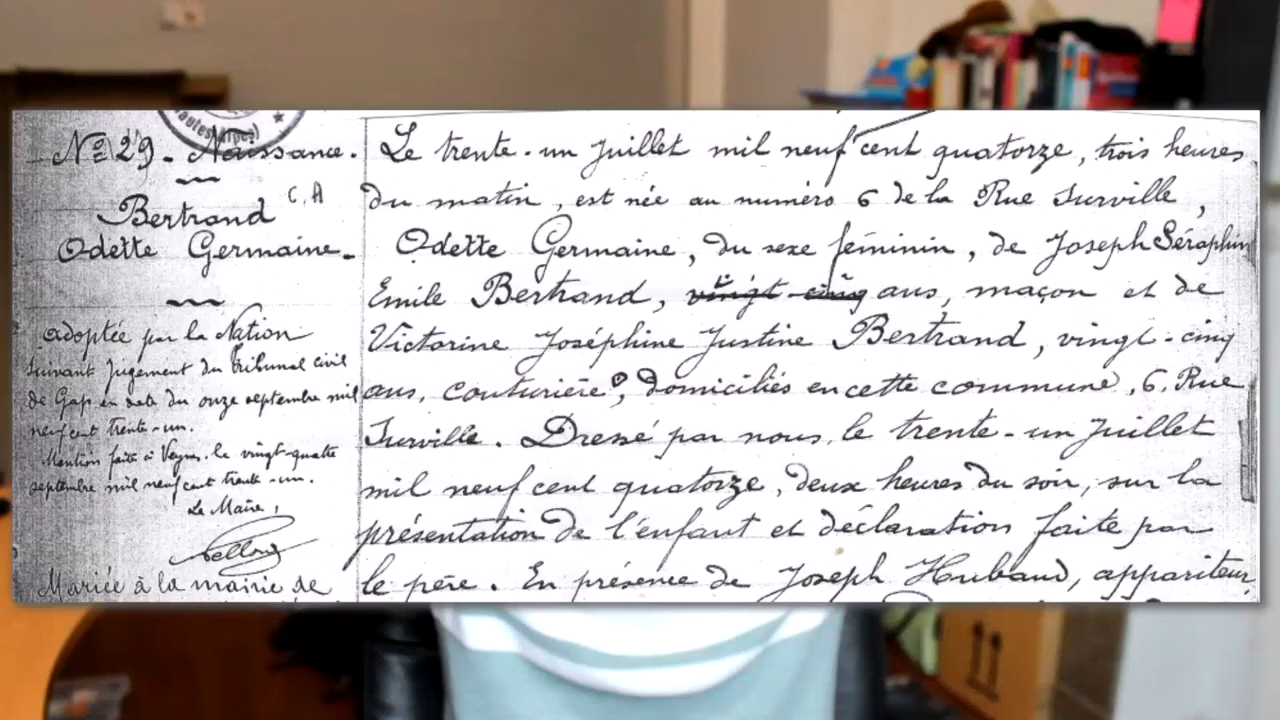 Nº 29 - Naissance.
C.A
Bertrand
Odette Germaine.
adoptée par la Nation
suivant jugement du tribunal civil
de Gap en date du onze septembre mil
neuf cent trente-un.
Mention faite à Veynes, le vingt-quatre
septembre mil neuf cent trente-un.
Le Maire,
Mariée à la mairie de
Le trente-un juillet mil neuf cent quatorze, trois heures
du matin, est née au numéro 6 de la Rue Surville,
Odette Germaine, du sexe féminin, de Joseph Séraphin
Emile Bertrand, vingt-cinq ans, maçon et de
Victorine Joséphine Justine Bertrand, vingt-cinq
ans, couturière, domiciliés en cette commune, 6, Rue
Surville. Dressé par nous, le trente-un juillet
mil neuf cent quatorze, deux heures du soir, sur la
présentation de l'enfant et déclaration faite par
le père. En présence de Joseph Hubaud, appariteur,